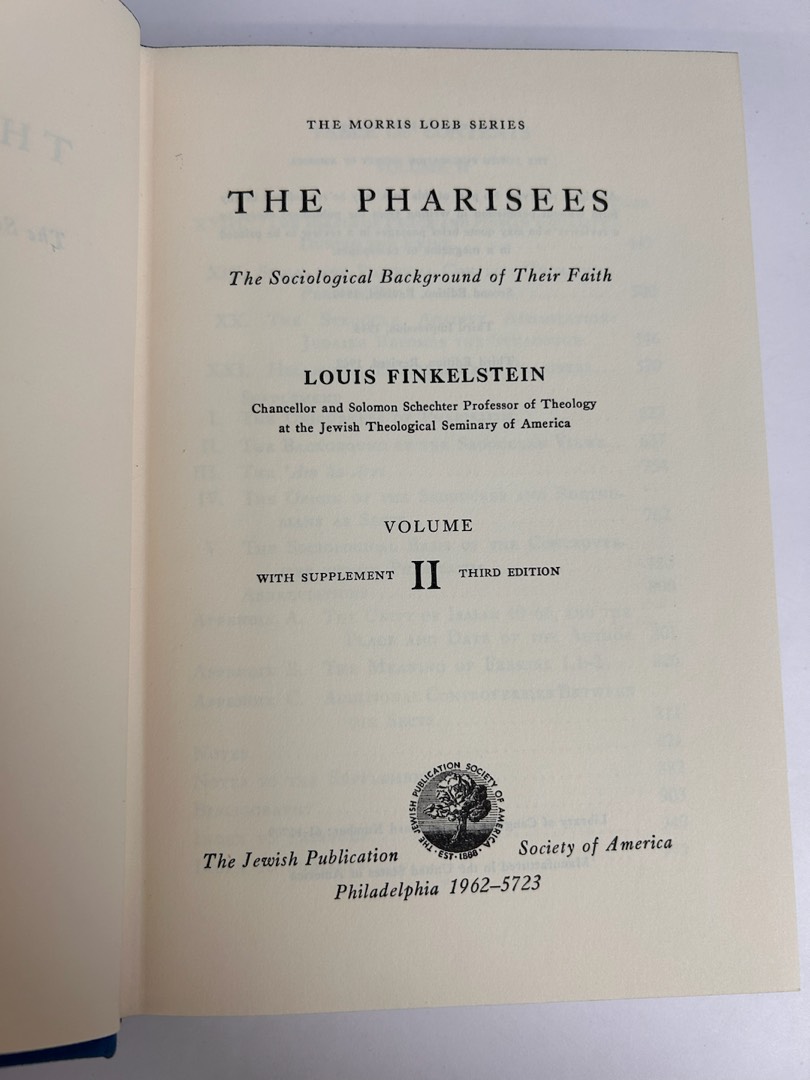 THE MORRIS LOEB SERIES
THE PHARISEES
The Sociological Background of Their Faith
LOUIS FINKELSTEIN
Chancellor and Solomon Schechter Professor of Theology
at the Jewish Theological Seminary of America
VOLUME
WITH SUPPLEMENT II THIRD EDITION
THE JEWISH PUBLICATION SOCIETY OF AMERICA
·EST·1888·
The Jewish Publication Society of America
Philadelphia 1962–5723